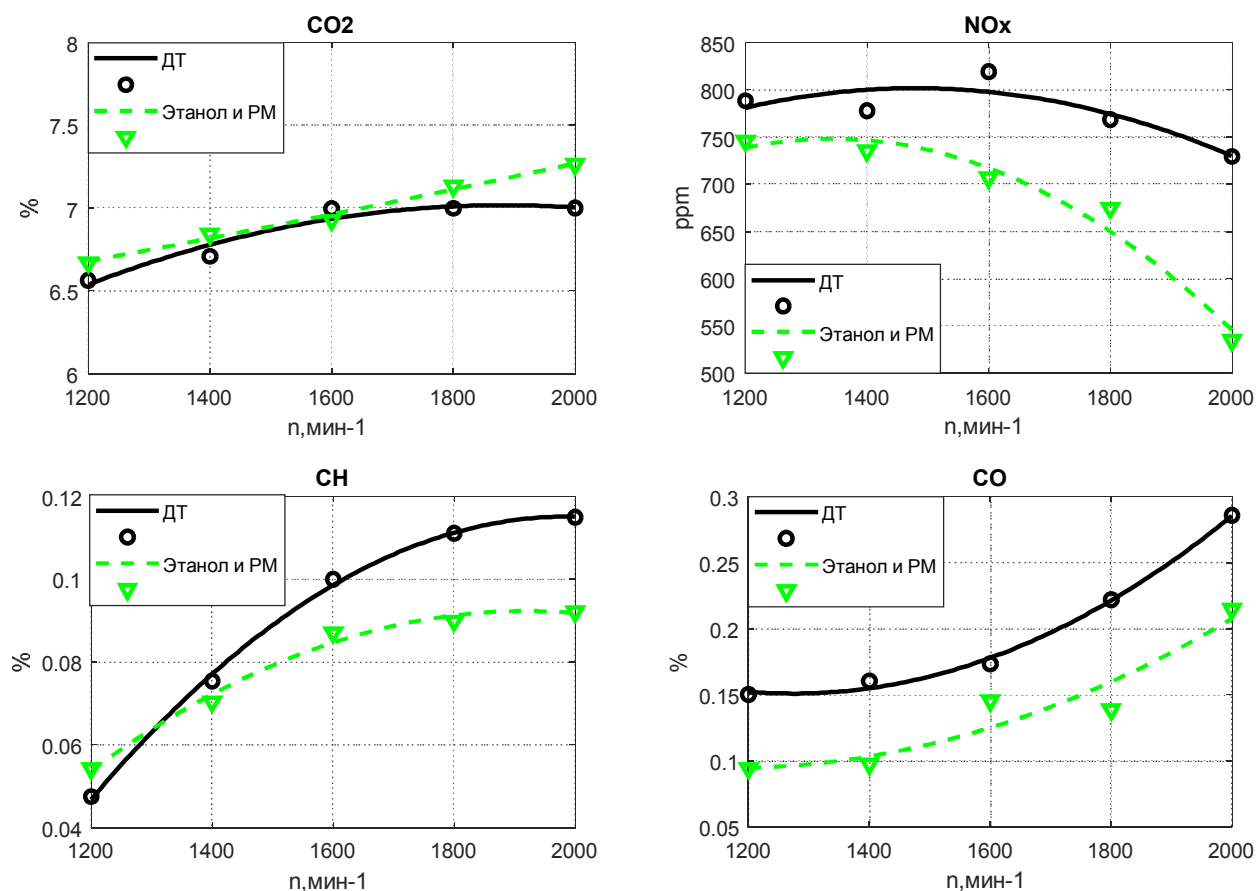 CO2
8
7.5
7
6.5
6
%
ДТ
Этанол и РМ
1200 1400 1600 1800 2000
n,мин-1
NOx
850
800
750
700
650
600
550
500
ppm
ДТ
Этанол и РМ
1200 1400 1600 1800 2000
n,мин-1
CH
0.12
0.1
0.08
0.06
0.04
%
ДТ
Этанол и РМ
1200 1400 1600 1800 2000
n,мин-1
CO
0.3
0.25
0.2
0.15
0.1
0.05
%
ДТ
Этанол и РМ
1200 1400 1600 1800 2000
n,мин-1